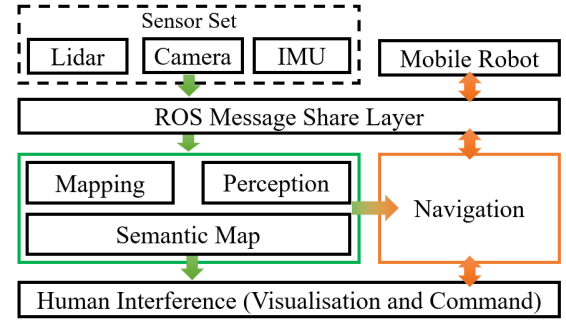 Sensor Set
Lidar
Camera
IMU
Mobile Robot
ROS Message Share Layer
Mapping
Perception
Semantic Map
Navigation
Human Interference (Visualisation and Command)